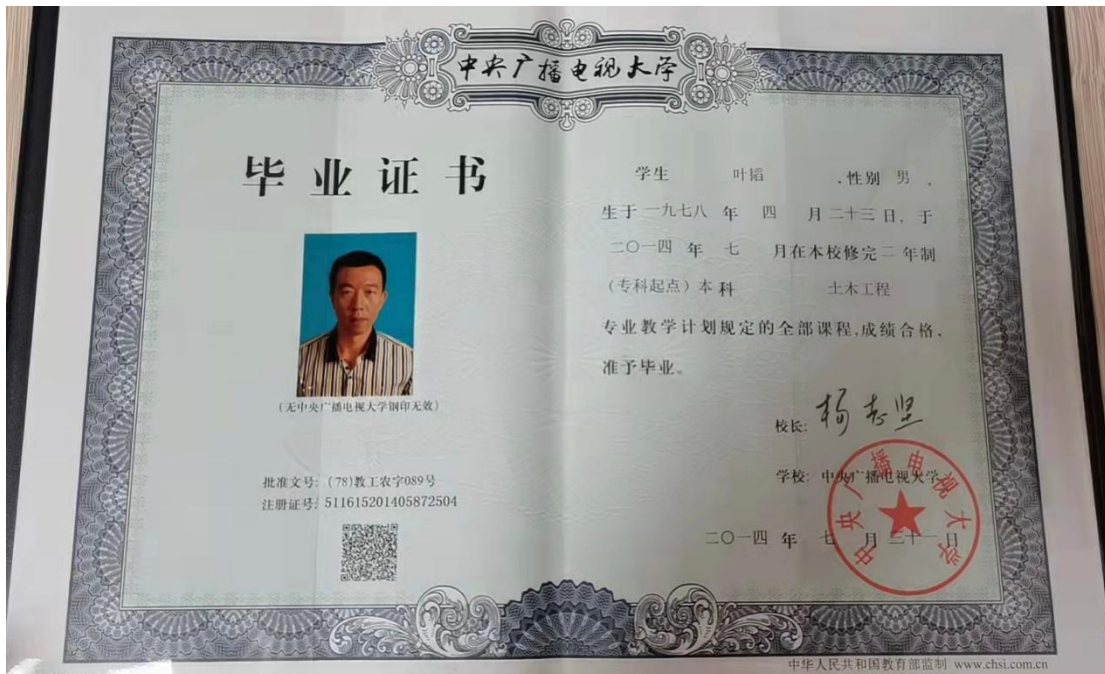 中央广播电视大学
毕业证书
(无中央广播电视大学钢印无效)
批准文号:(78)教工农字089号
注册证号:511615201405872504
学生 叶韬 ,性别 男 ,
生于一九七八年 四 月二十三日,于
二〇一四年 七 月在本校修完二年制
(专科起点)本科 土木工程
专业教学计划规定的全部课程,成绩合格,
准予毕业。
校长: 杨志坚
学校: 中央广播电视大学
二〇一四年 七 月三十一日
中央广播电视大学
中华人民共和国教育部监制 www.chsi.com.cn